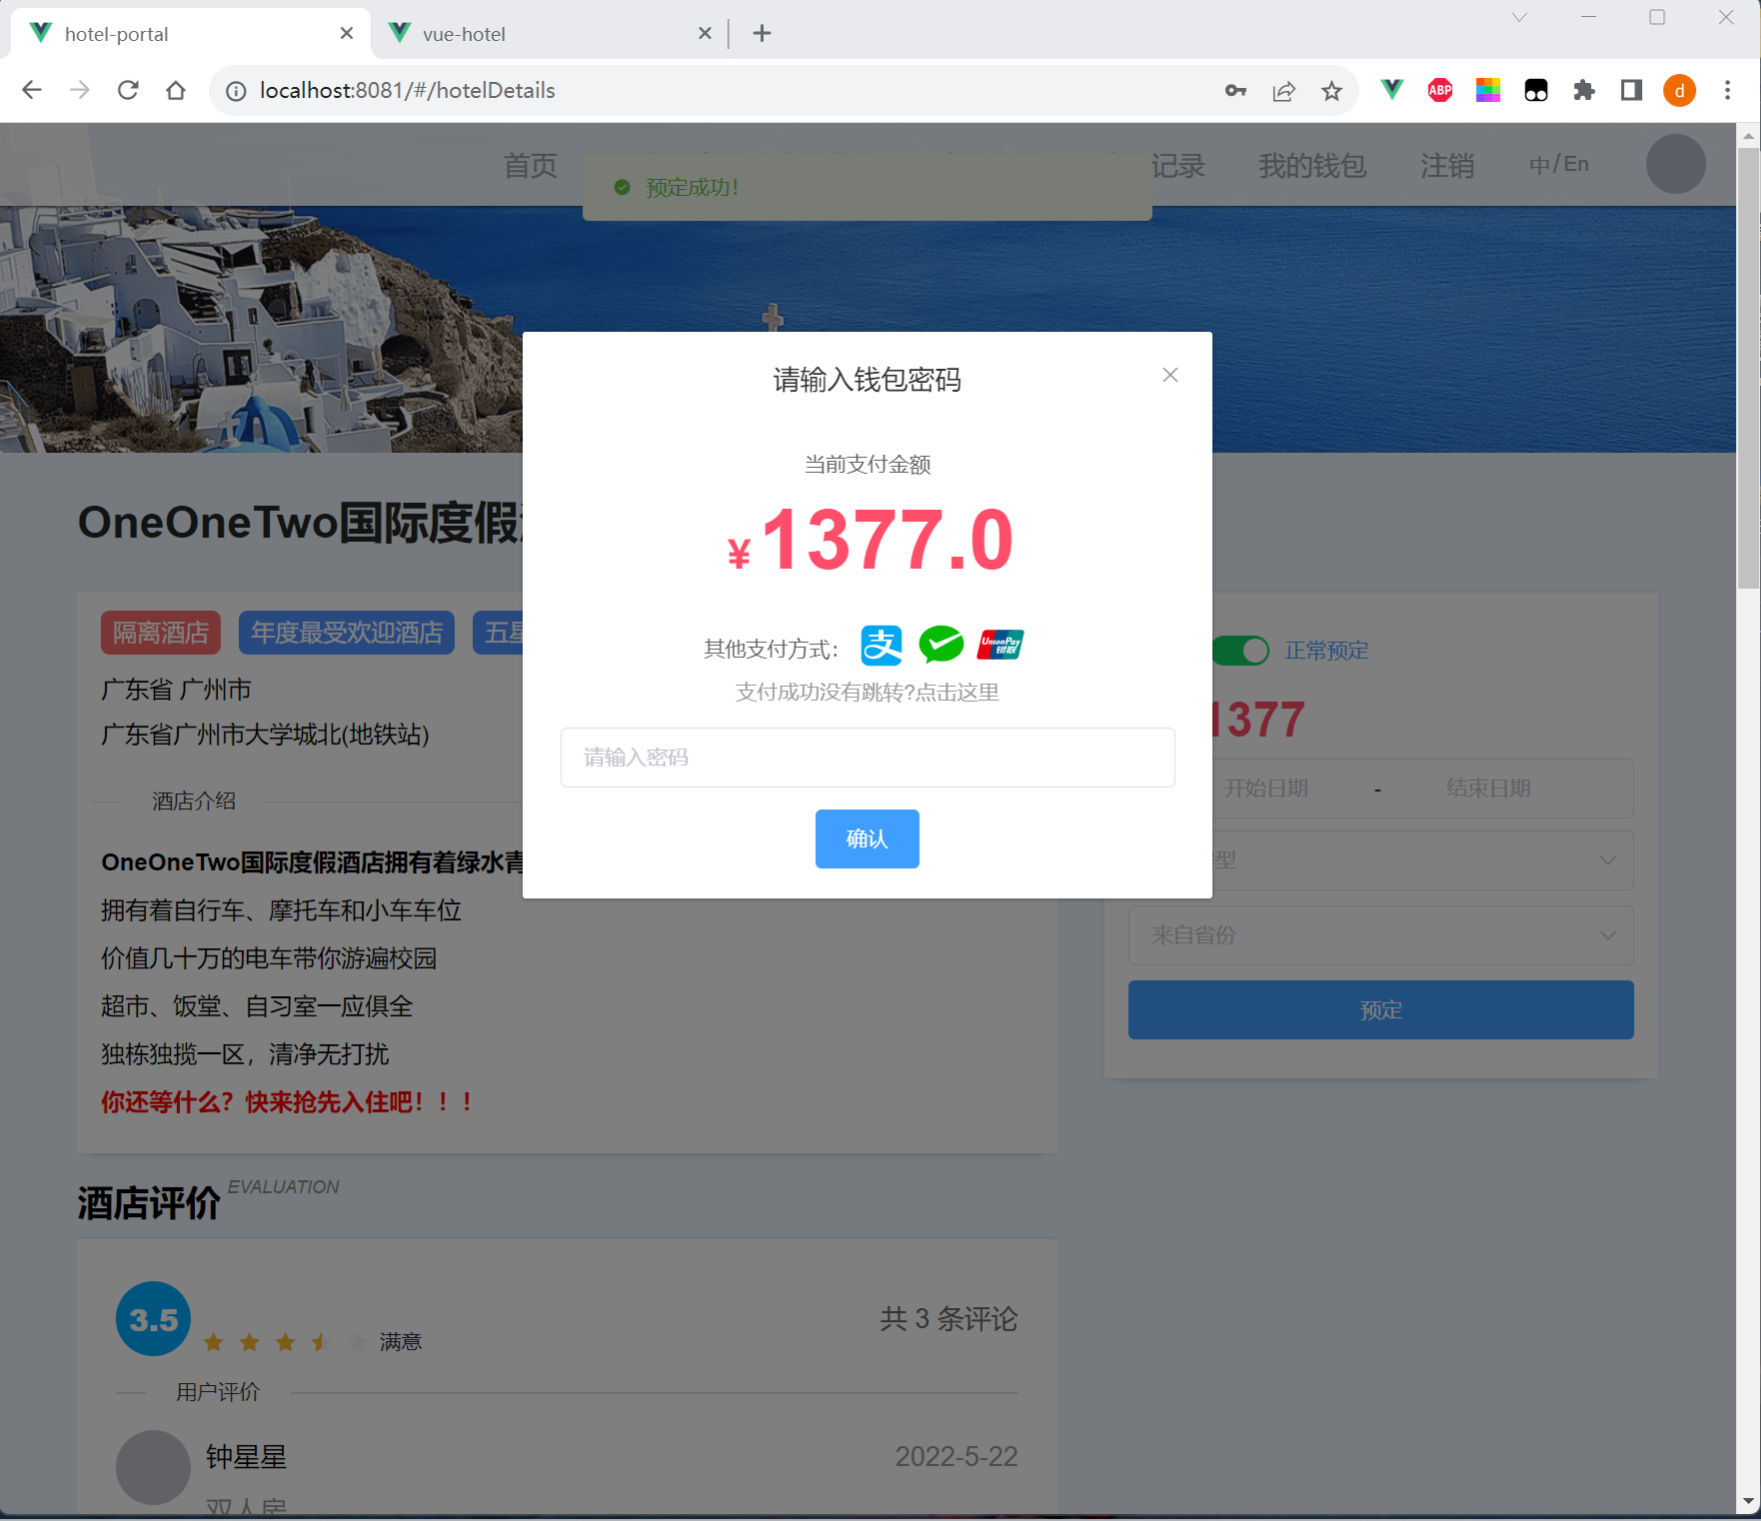 hotel-portal
vue-hotel
localhost:8081/#/hotelDetails
ABP
d
首页
记录
我的钱包
注销
中/En
预定成功!
请输入钱包密码
当前支付金额
¥1377.0
其他支付方式：
支
UnionPay
银联
支付成功没有跳转?点击这里
请输入密码
确认
OneOneTwo国际度假
隔离酒店
年度最受欢迎酒店
五星
广东省 广州市
广东省广州市大学城北(地铁站)
酒店介绍
OneOneTwo国际度假酒店拥有着绿水青
拥有着自行车、摩托车和小车车位
价值几十万的电车带你游遍校园
超市、饭堂、自习室一应俱全
独栋独揽一区，清净无打扰
你还等什么？快来抢先入住吧！！！
正常预定
1377
开始日期 - 结束日期
型
来自省份
预定
酒店评价 EVALUATION
3.5
满意
共 3 条评论
用户评价
钟星星
2022-5-22
双人房